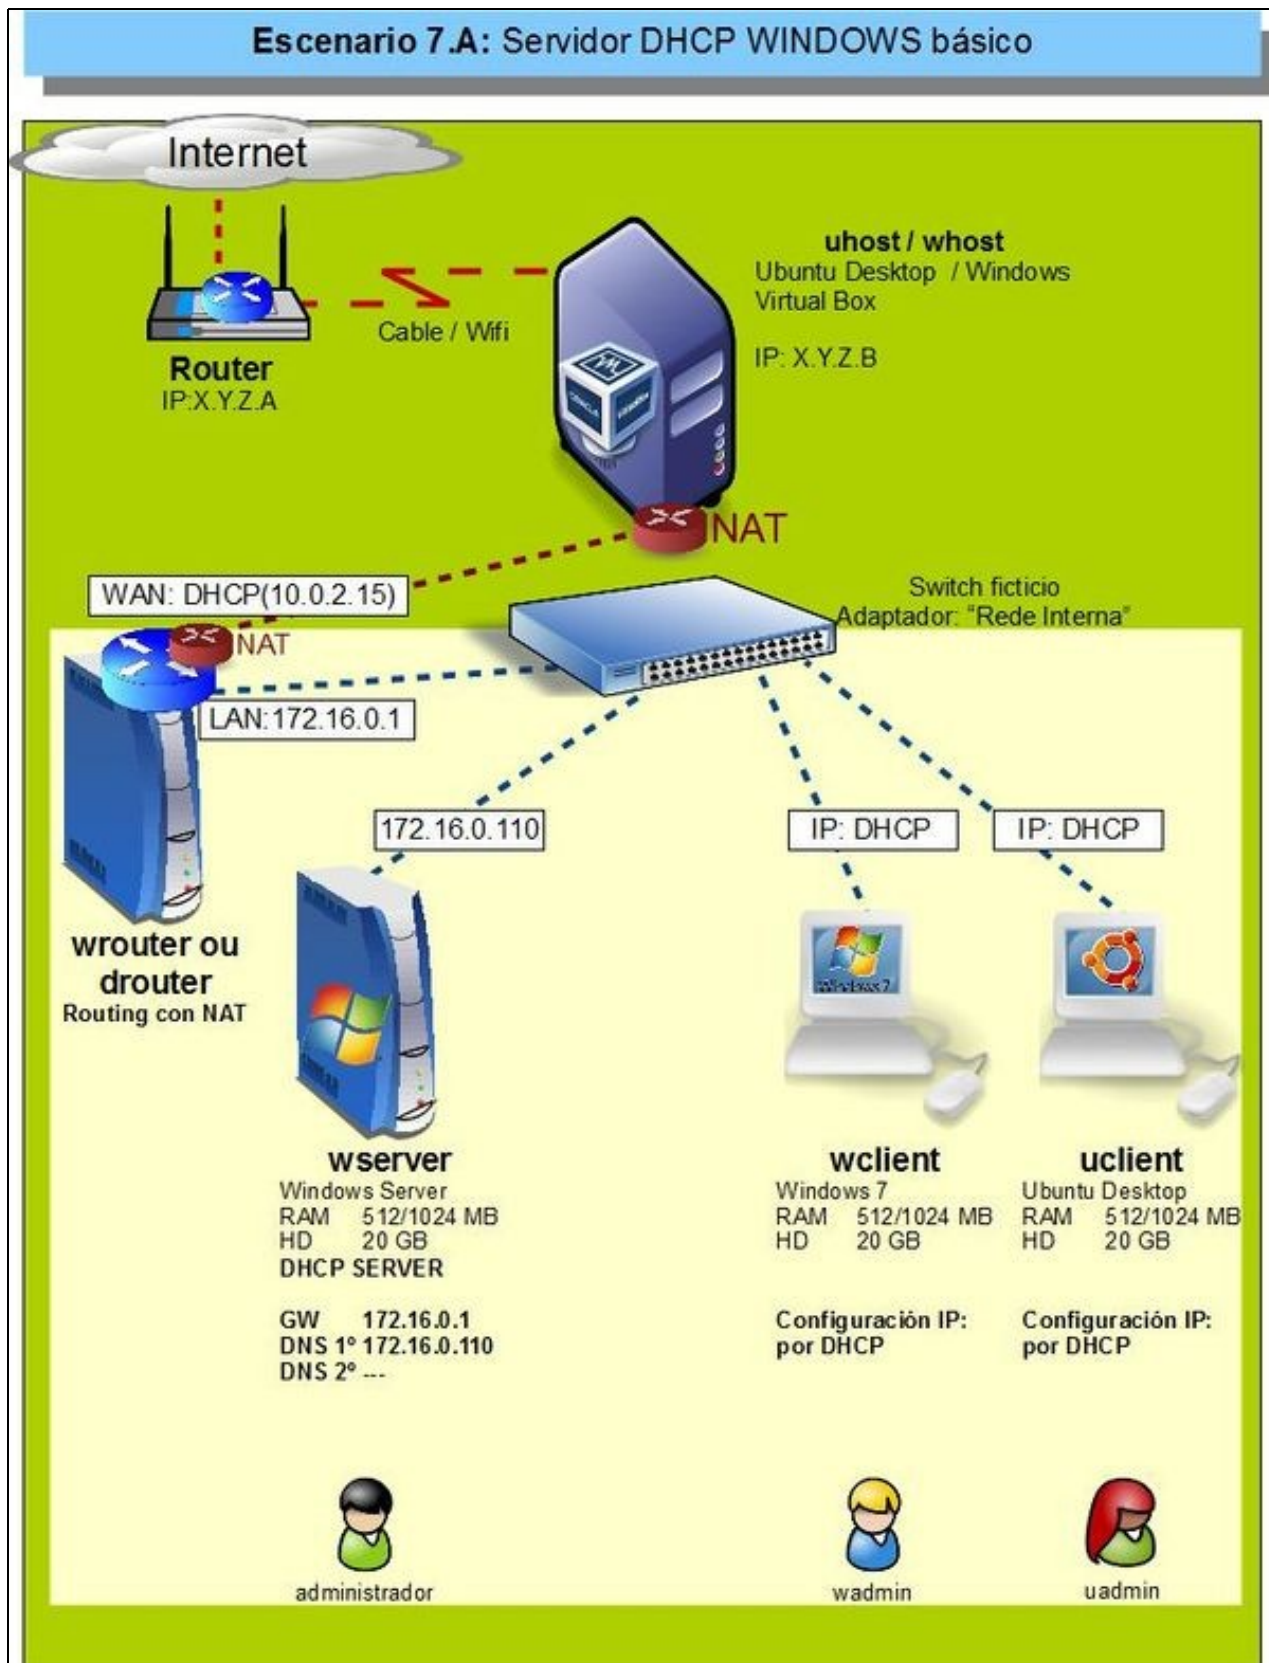 Escenario 7.A: Servidor DHCP WINDOWS básico
Internet
uhost / whost
Ubuntu Desktop / Windows
Virtual Box
IP: X.Y.Z.B
Cable / Wifi
Router
IP:X.Y.Z.A
NAT
WAN: DHCP(10.0.2.15)
Switch ficticio
Adaptador: "Rede Interna"
NAT
LAN:172.16.0.1
172.16.0.110
IP: DHCP
IP: DHCP
wrouter ou
drouter
Routing con NAT
Windows 7
wserver
Windows Server
RAM 512/1024 MB
HD 20 GB
DHCP SERVER
GW 172.16.0.1
DNS 1º 172.16.0.110
DNS 2º ---
wclient
Windows 7
RAM 512/1024 MB
HD 20 GB
Configuración IP:
por DHCP
uclient
Ubuntu Desktop
RAM 512/1024 MB
HD 20 GB
Configuración IP:
por DHCP
administrador
wadmin
uadmin